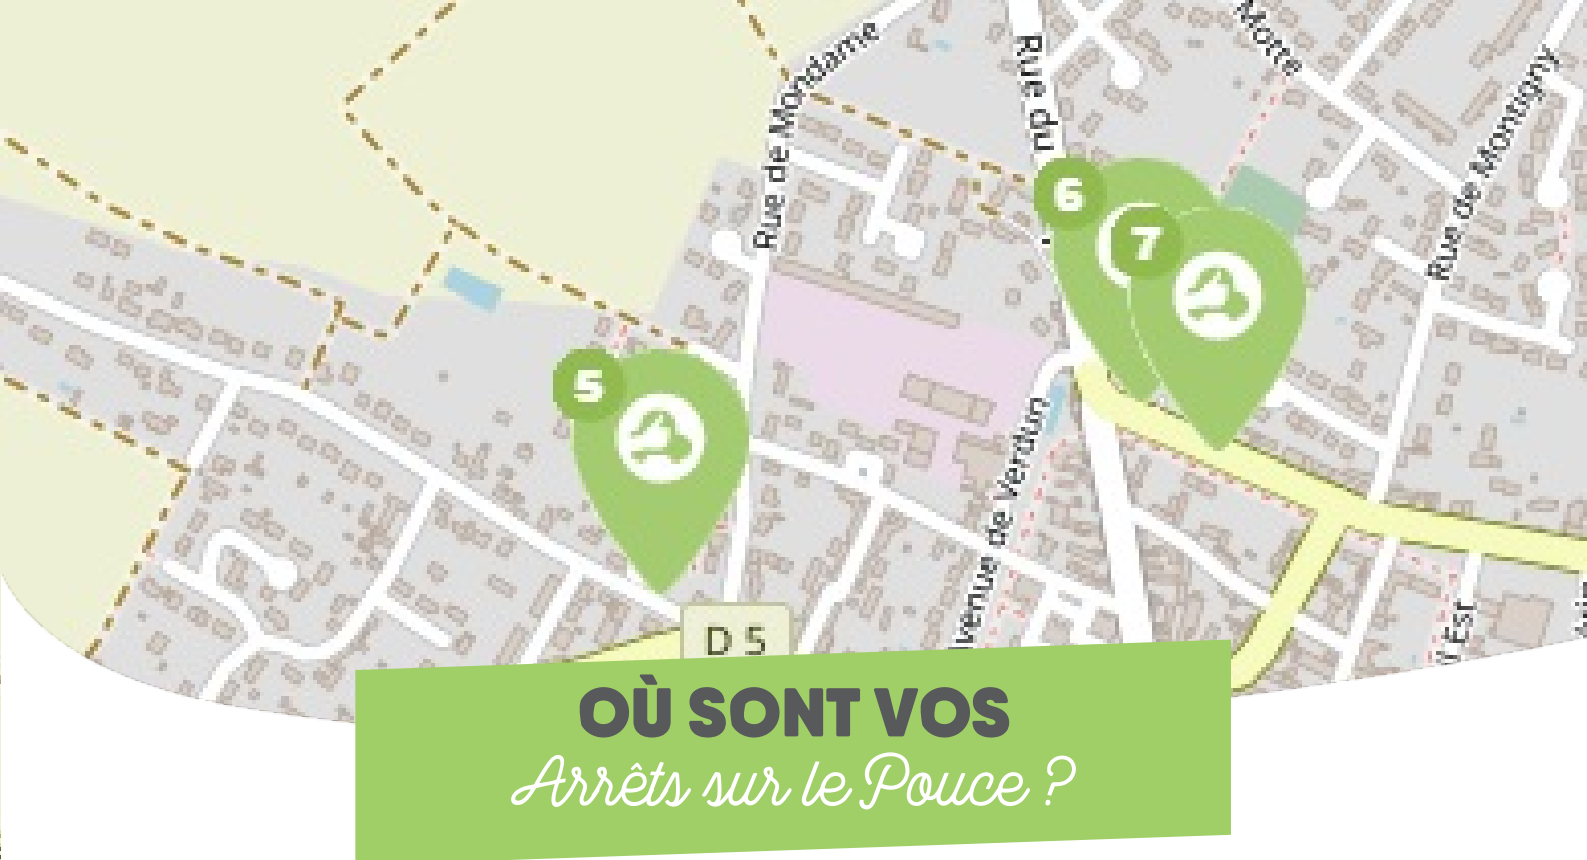 Motte
Rue de Mondame
Rue du
Rue de Montigny
6
7
5
Avenue de Verdun
Est
D 5
OÙ SONT VOS
Arrêts sur le Pouce ?